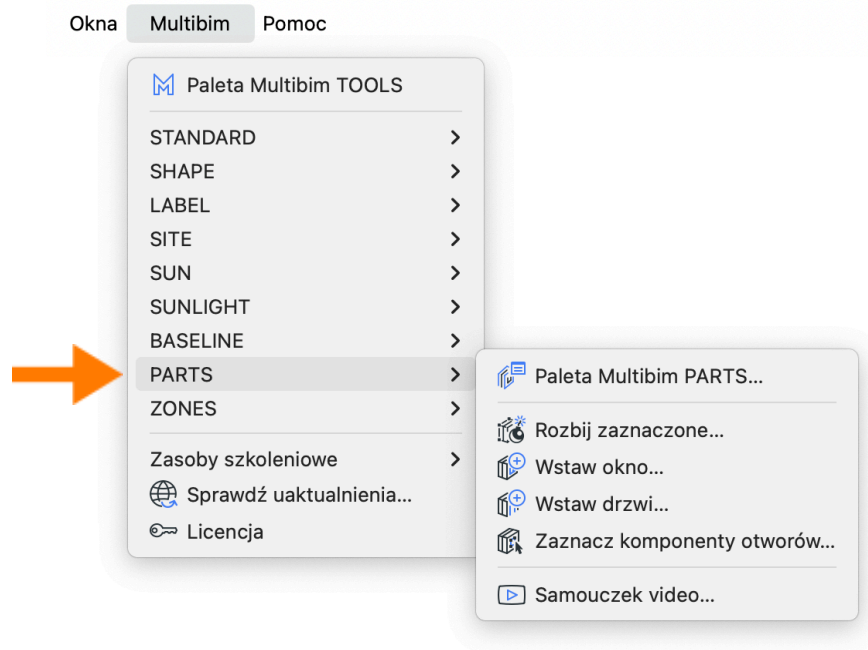 Okna Multibim Pomoc
Paleta Multibim TOOLS
STANDARD
SHAPE
LABEL
SITE
SUN
SUNLIGHT
BASELINE
PARTS
ZONES
Zasoby szkoleniowe
Sprawdź uaktualnienia...
Licencja
Paleta Multibim PARTS...
Rozbij zaznaczone...
Wstaw okno...
Wstaw drzwi...
Zaznacz komponenty otworów...
Samouczek video...